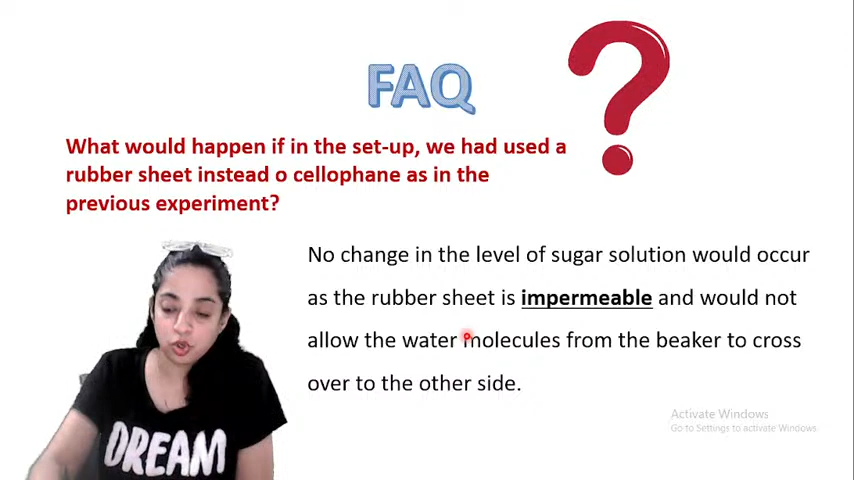 FAQ
What would happen if in the set-up, we had used a
rubber sheet instead o cellophane as in the
previous experiment?
No change in the level of sugar solution would occur
as the rubber sheet is impermeable and would not
allow the water molecules from the beaker to cross
over to the other side.
DREAM
Activate Windows
Go to Settings to activate Windows.